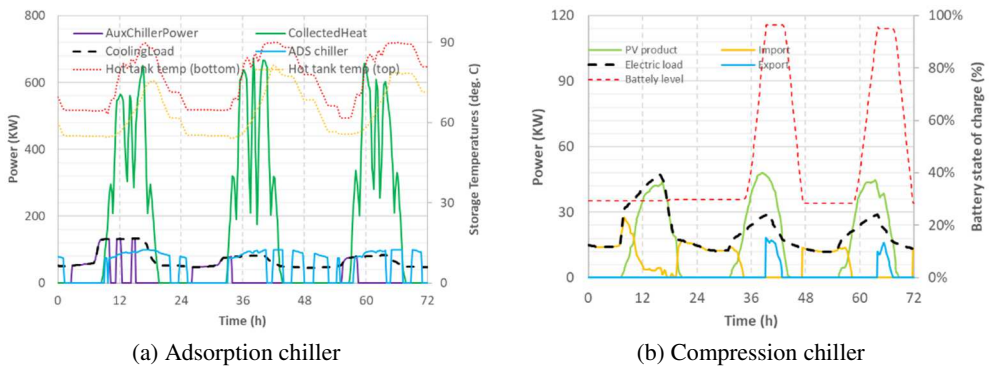 800
600
400
200
0
Power (KW)
AuxChillerPower
CollectedHeat
CoolingLoad
ADS chiller
Hot tank temp (bottom)
Hot tank temp (top)
90
60
30
0
Storage Temperatures (deg. C)
0 12 24 36 48 60 72
Time (h)
(a) Adsorption chiller
120
90
60
30
0
Power (KW)
PV product
Import
Electric load
Export
Battely level
100%
80%
60%
40%
20%
0%
Battery state of charge (%)
0 12 24 36 48 60 72
Time (h)
(b) Compression chiller